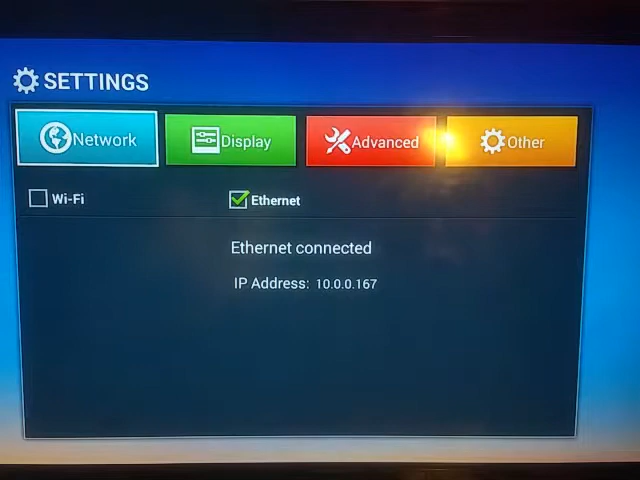 SETTINGS
Network Display Advanced Other
Wi-Fi Ethernet
Ethernet connected
IP Address: 10.0.0.167